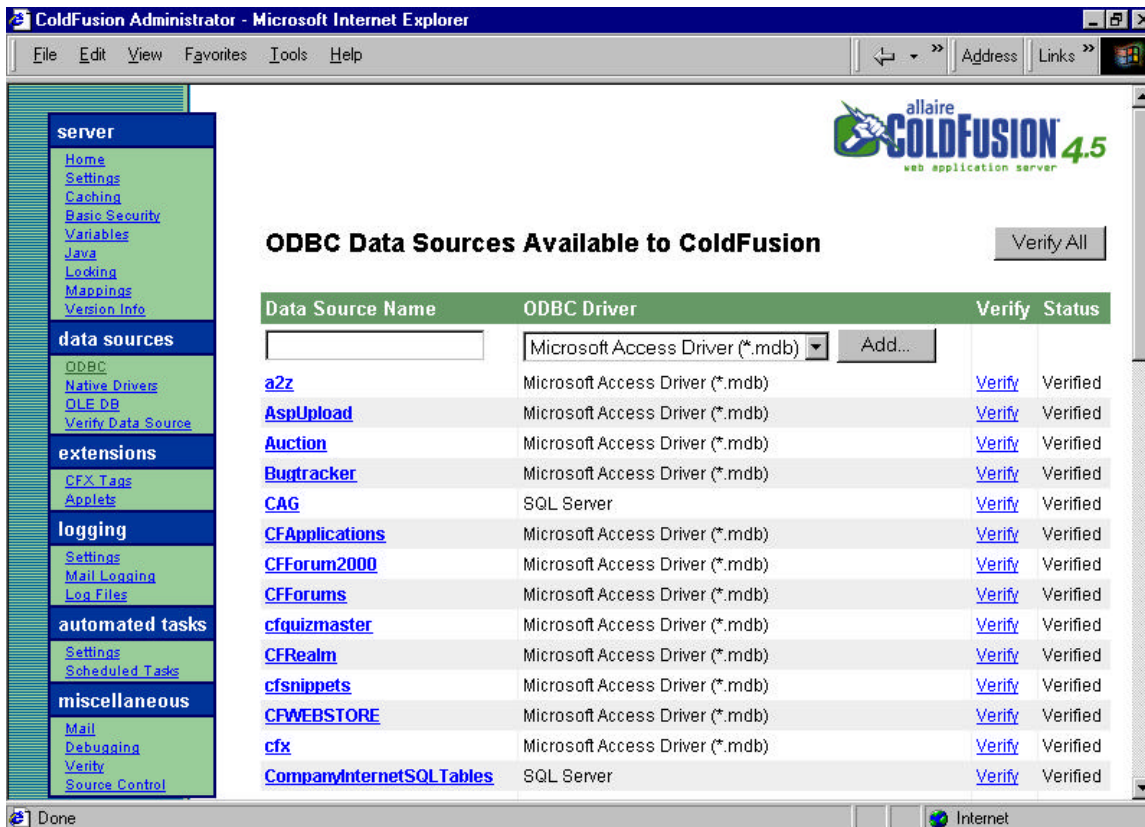 ColdFusion Administrator - Microsoft Internet Explorer
File Edit View Favorites Tools Help
» Address Links »
server
Home
Settings
Caching
Basic Security
Variables
Java
Locking
Mappings
Version Info
data sources
ODBC
Native Drivers
OLE DB
Verify Data Source
extensions
CFX Tags
Applets
logging
Settings
Mail Logging
Log Files
automated tasks
Settings
Scheduled Tasks
miscellaneous
Mail
Debugging
Verify
Source Control
allaire
COLDFUSION 4.5
web application server
ODBC Data Sources Available to ColdFusion Verify All
Data Source Name ODBC Driver Verify Status
Microsoft Access Driver (*.mdb) Add...
a2z Microsoft Access Driver (*.mdb) Verify Verified
AspUpload Microsoft Access Driver (*.mdb) Verify Verified
Auction Microsoft Access Driver (*.mdb) Verify Verified
Bugtracker Microsoft Access Driver (*.mdb) Verify Verified
CAG SQL Server Verify Verified
CFApplications Microsoft Access Driver (*.mdb) Verify Verified
CFForum2000 Microsoft Access Driver (*.mdb) Verify Verified
CFForums Microsoft Access Driver (*.mdb) Verify Verified
cfquizmaster Microsoft Access Driver (*.mdb) Verify Verified
CFRealm Microsoft Access Driver (*.mdb) Verify Verified
cfsnippets Microsoft Access Driver (*.mdb) Verify Verified
CFWEBSTORE Microsoft Access Driver (*.mdb) Verify Verified
cfx Microsoft Access Driver (*.mdb) Verify Verified
CompanyInternetSQLTables SQL Server Verify Verified
Done Internet